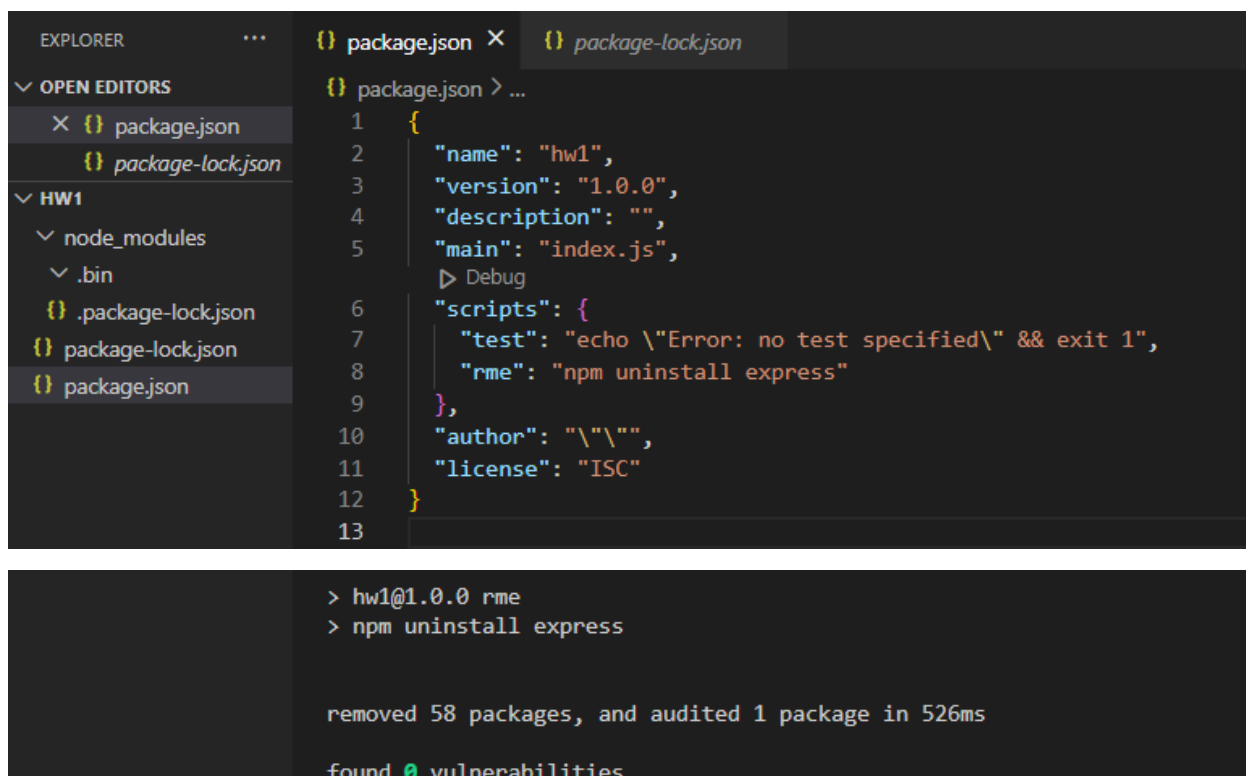 EXPLORER ...
OPEN EDITORS
{} package.json
{} package-lock.json
HW1
node_modules
.bin
{} .package-lock.json
{} package-lock.json
{} package.json
{} package.json {} package-lock.json
{} package.json > ...
1 {
2 "name": "hw1",
3 "version": "1.0.0",
4 "description": "",
5 "main": "index.js",
Debug
6 "scripts": {
7 "test": "echo \"Error: no test specified\" && exit 1",
8 "rme": "npm uninstall express"
9 },
10 "author": "\"\"",
11 "license": "ISC"
12 }
13
> hw1@1.0.0 rme
> npm uninstall express
removed 58 packages, and audited 1 package in 526ms
found 0 vulnerabilities